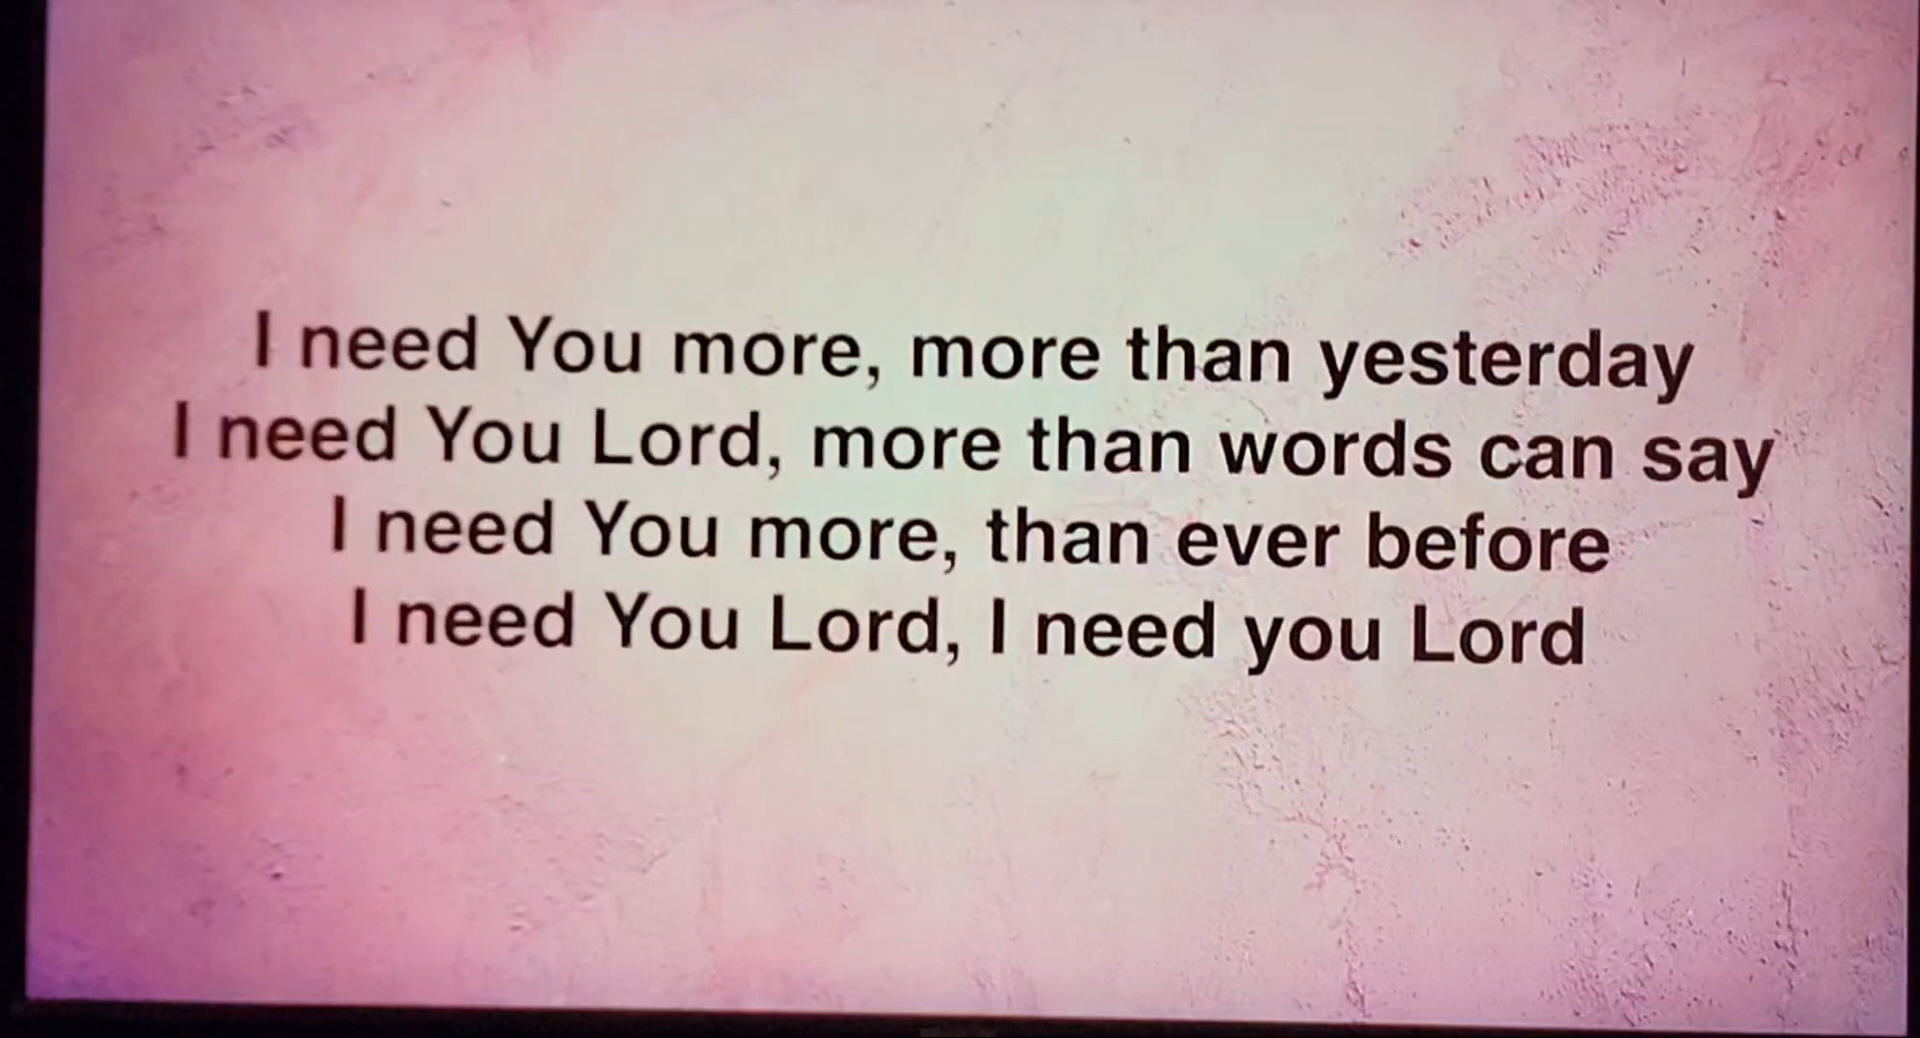 I need You more, more than yesterday
I need You Lord, more than words can say
I need You more, than ever before
I need You Lord, I need you Lord